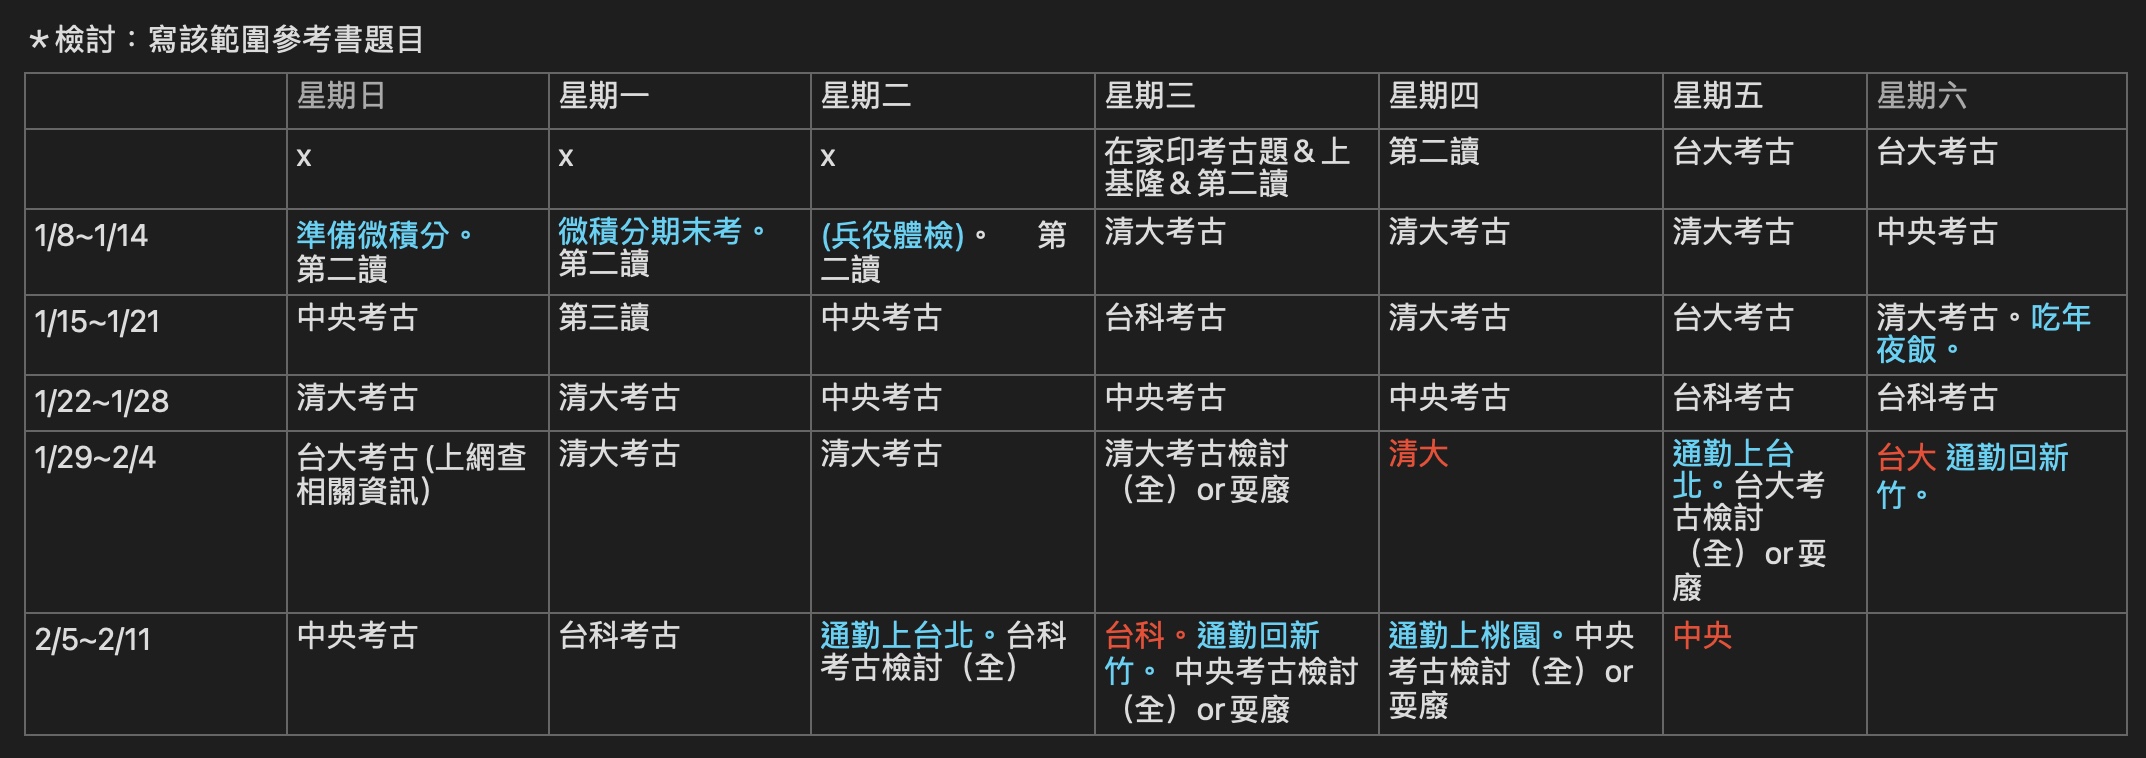 ＊檢討：寫該範圍參考書題目
星期日 星期一 星期二 星期三 星期四 星期五 星期六
x x x 在家印考古題＆上基隆＆第二讀 第二讀 台大考古 台大考古
1/8~1/14 準備微積分。第二讀 微積分期末考。第二讀 (兵役體檢)。 第二讀 清大考古 清大考古 清大考古 中央考古
1/15~1/21 中央考古 第三讀 中央考古 台科考古 清大考古 台大考古 清大考古。吃年夜飯。
1/22~1/28 清大考古 清大考古 中央考古 中央考古 中央考古 台科考古 台科考古
1/29~2/4 台大考古 (上網查相關資訊） 清大考古 清大考古 清大考古檢討（全）or耍廢 清大 通勤上台北。台大考古檢討（全）or耍廢 台大 通勤回新竹。
2/5~2/11 中央考古 台科考古 通勤上台北。台科考古檢討（全） 台科。通勤回新竹。 中央考古檢討（全）or耍廢 通勤上桃園。中央考古檢討（全）or耍廢 中央